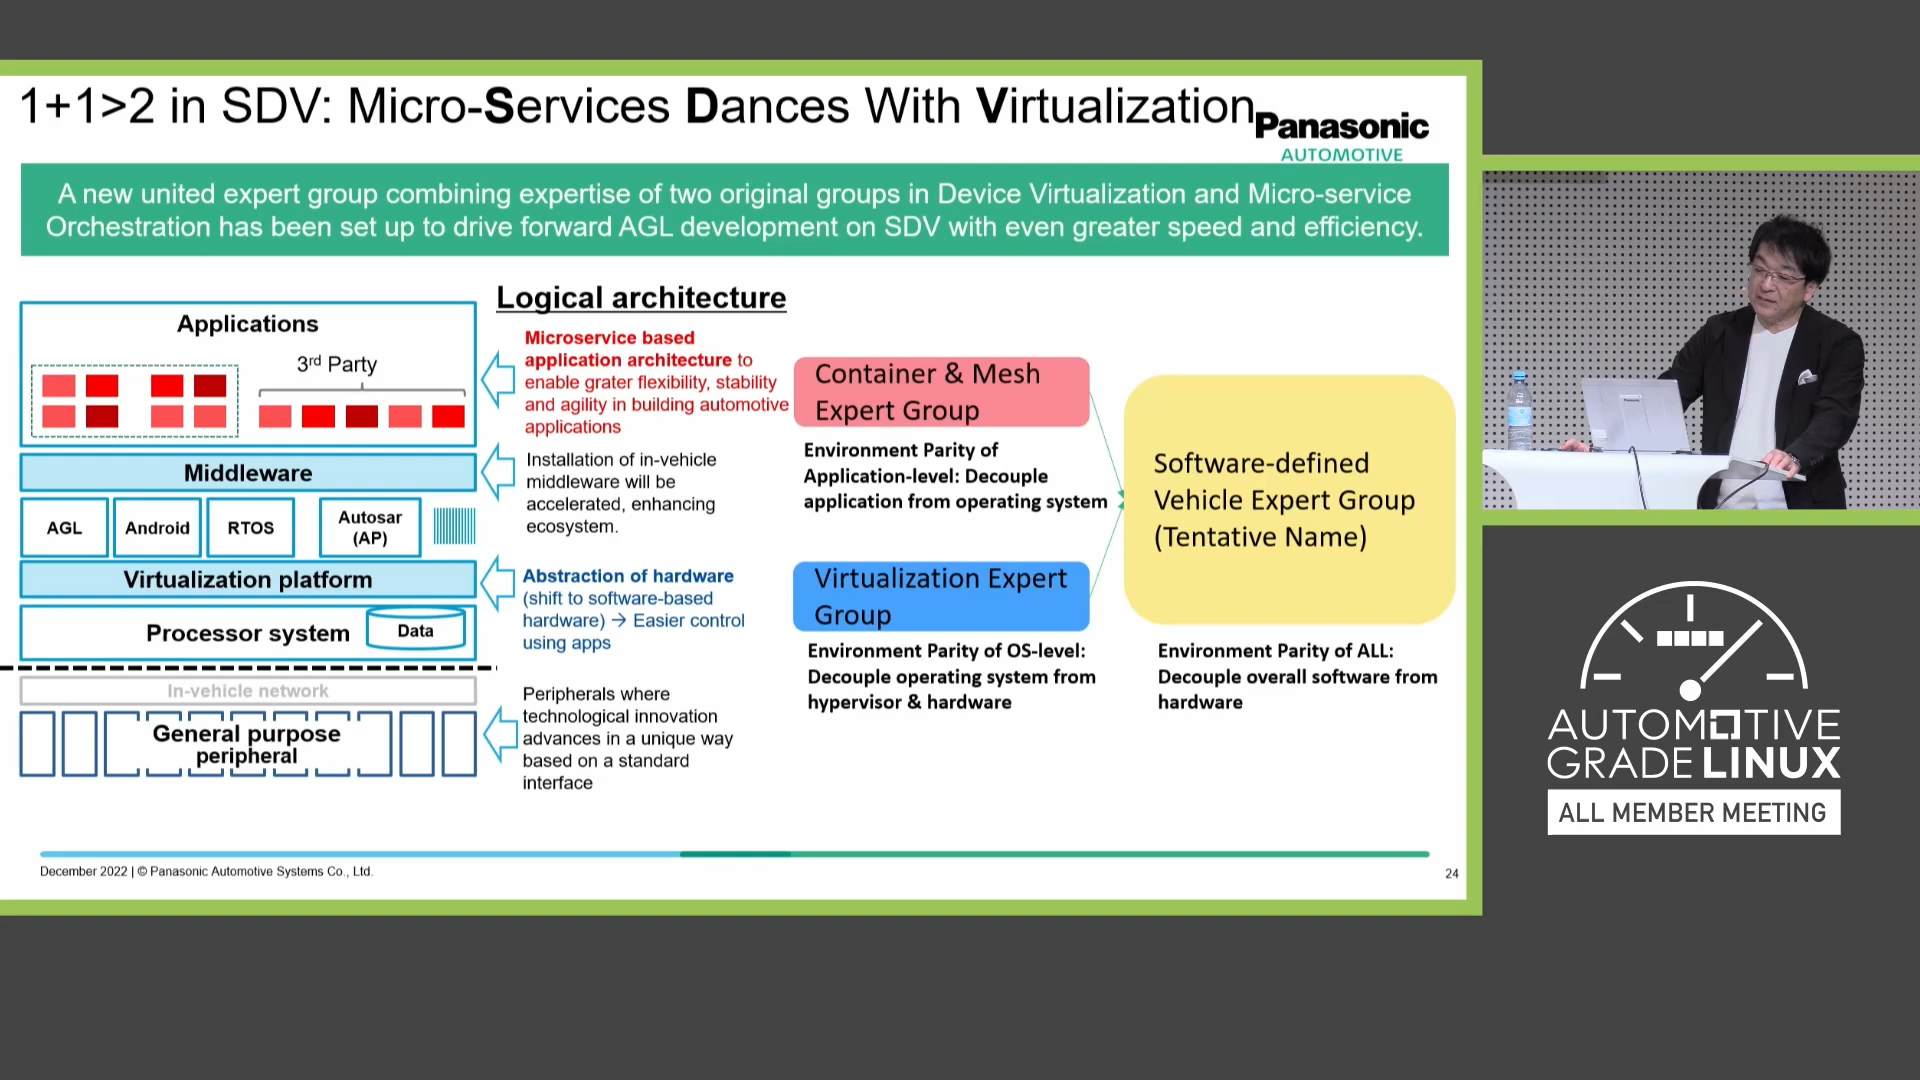 1+1>2 in SDV: Micro-Services Dances With Virtualization
Panasonic
AUTOMOTIVE
A new united expert group combining expertise of two original groups in Device Virtualization and Micro-service
Orchestration has been set up to drive forward AGL development on SDV with even greater speed and efficiency.
Logical architecture
Applications
3rd Party
Middleware
AGL
Android
RTOS
Autosar
(AP)
Virtualization platform
Processor system
Data
In-vehicle network
General purpose
peripheral
Microservice based
application architecture to
enable grater flexibility, stability
and agility in building automotive
applications
Installation of in-vehicle
middleware will be
accelerated, enhancing
ecosystem.
Abstraction of hardware
(shift to software-based
hardware) → Easier control
using apps
Peripherals where
technological innovation
advances in a unique way
based on a standard
interface
Container & Mesh
Expert Group
Environment Parity of
Application-level: Decouple
application from operating system
Virtualization Expert
Group
Environment Parity of OS-level:
Decouple operating system from
hypervisor & hardware
Software-defined
Vehicle Expert Group
(Tentative Name)
Environment Parity of ALL:
Decouple overall software from
hardware
December 2022 | © Panasonic Automotive Systems Co., Ltd.
24
AUTOMOTIVE
GRADE LINUX
ALL MEMBER MEETING